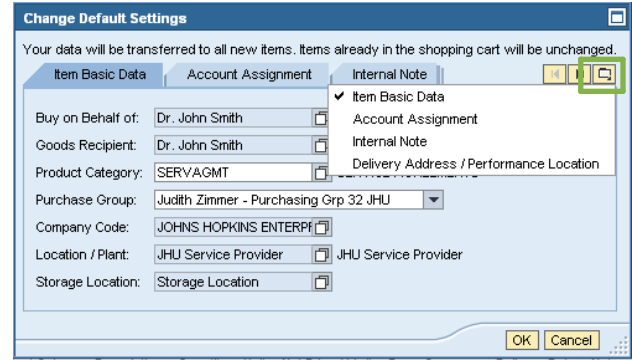 Change Default Settings
Your data will be transferred to all new items. Items already in the shopping cart will be unchanged.
Item Basic Data Account Assignment Internal Note
✔ Item Basic Data
Account Assignment
Internal Note
Delivery Address / Performance Location
Buy on Behalf of: Dr. John Smith
Goods Recipient: Dr. John Smith
Product Category: SERVAGMT
Purchase Group: Judith Zimmer - Purchasing Grp 32 JHU
Company Code: JOHNS HOPKINS ENTERPR
Location / Plant: JHU Service Provider JHU Service Provider
Storage Location: Storage Location
OK Cancel